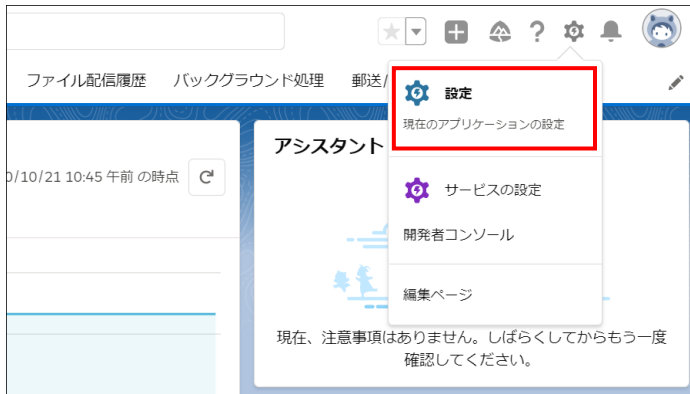 ファイル配信履歴 バックグラウンド処理 郵送/
設定
現在のアプリケーションの設定
アシスタント
0/10/21 10:45 午前 の時点
サービスの設定
開発者コンソール
編集ページ
現在、注意事項はありません。しばらくしてからもう一度
確認してください。